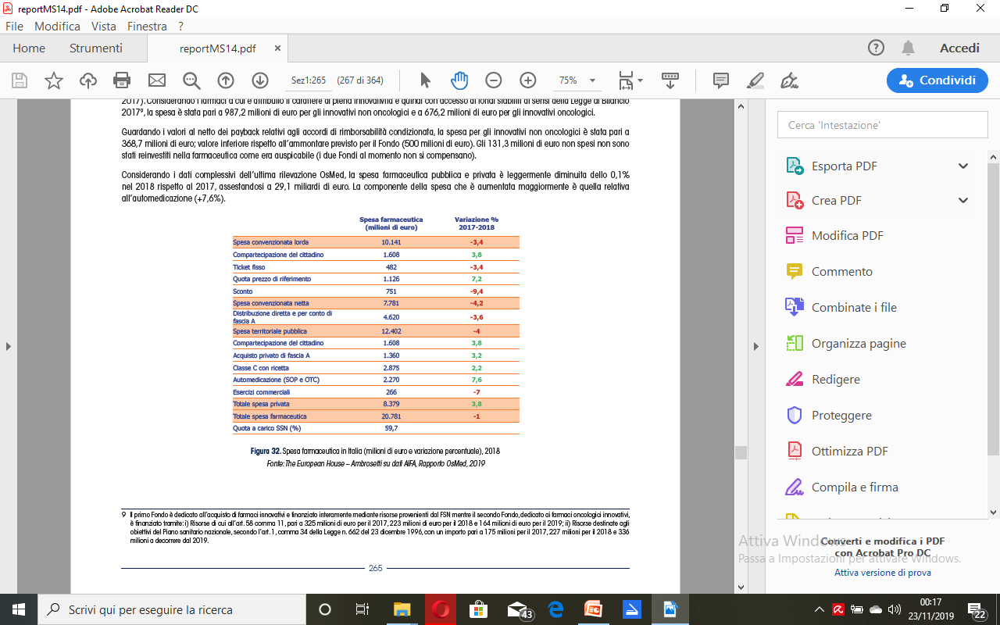 reportMS14.pdf - Adobe Acrobat Reader DC
File Modifica Vista Finestra ?
Home Strumenti reportMS14.pdf × Accedi
Sez1:265 (267 di 364) 75% Condividi
2017). Considerando i farmaci a cui è attribuito il carattere di piena innovatività e quindi con accesso ai fondi stabiliti ai sensi della Legge di Bilancio
2017⁹, la spesa è stata pari a 987,2 milioni di euro per gli innovativi non oncologici e a 676,2 milioni di euro per gli innovativi oncologici.
Guardando i valori al netto dei payback relativi agli accordi di rimborsabilità condizionata, la spesa per gli innovativi non oncologici è stata pari a
368,7 milioni di euro; valore inferiore rispetto all'ammontare previsto per il Fondo (500 milioni di euro). Gli 131,3 milioni di euro non spesi non sono
stati reinvestiti nella farmaceutica come era auspicabile (i due Fondi al momento non si compensano).
Considerando i dati complessivi dell'ultima rilevazione OsMed, la spesa farmaceutica pubblica e privata è leggermente diminuita dello 0,1%
nel 2018 rispetto al 2017, assestandosi a 29,1 miliardi di euro. La componente della spesa che è aumentata maggiormente è quella relativa
all'automedicazione (+7,6%).
Spesa farmaceutica Variazione %
(milioni di euro) 2017-2018
Spesa convenzionata lorda 10.141 -3,4
Compartecipazione del cittadino 1.608 3,8
Ticket fisso 482 -3,4
Quota prezzo di riferimento 1.126 7,2
Sconto 751 -9,4
Spesa convenzionata netta 7.781 -4,2
Distribuzione diretta e per conto di
fascia A 4.620 -3,6
Spesa territoriale pubblica 12.402 -4
Compartecipazione del cittadino 1.608 3,8
Acquisto privato di fascia A 1.360 3,2
Classe C con ricetta 2.875 2,2
Automedicazione (SOP e OTC) 2.270 7,6
Esercizi commerciali 266 -7
Totale spesa privata 8.379 3,8
Totale spesa farmaceutica 20.781 -1
Quota a carico SSN (%) 59,7
Figura 32. Spesa farmaceutica in Italia (milioni di euro e variazione percentuale), 2018
Fonte: The European House – Ambrosetti su dati AIFA, Rapporto OsMed, 2019
9 Il primo Fondo è dedicato all'acquisto di farmaci innovativi e finanziato interamente mediante risorse provenienti dal FSN mentre il secondo Fondo, dedicato ai farmaci oncologici innovativi,
è finanziato tramite: i) Risorse di cui all'art. 58 comma 11, pari a 325 milioni di euro per il 2017, 223 milioni di euro per il 2018 e 164 milioni di euro per il 2019; ii) Risorse destinate agli
obiettivi del Piano sanitario nazionale, secondo l'art. 1, comma 34 della Legge n. 662 del 23 dicembre 1996, con un importo pari a 175 milioni per il 2017, 227 milioni per il 2018 e 336
milioni a decorrere dal 2019.
265
Cerca 'Intestazione'
Esporta PDF
Crea PDF
Modifica PDF
Commento
Combinate i file
Organizza pagine
Redigere
Proteggere
Ottimizza PDF
Compila e firma
Converti e modifica i PDF
con Acrobat Pro DC
Attiva versione di prova
Attiva Windows
Passa a Impostazioni per attivare Windows.
Scrivi qui per eseguire la ricerca
43
00:17
23/11/2019
22